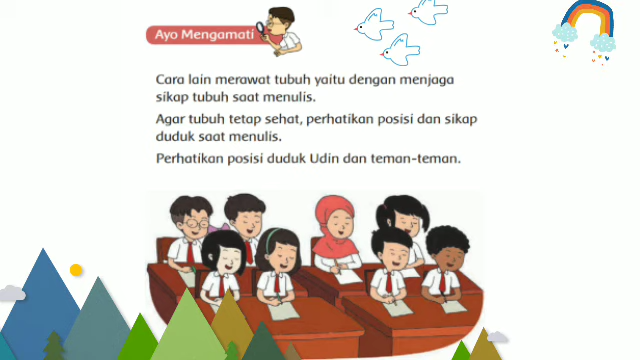 Ayo Mengamati
Cara lain merawat tubuh yaitu dengan menjaga
sikap tubuh saat menulis.
Agar tubuh tetap sehat, perhatikan posisi dan sikap
duduk saat menulis.
Perhatikan posisi duduk Udin dan teman-teman.